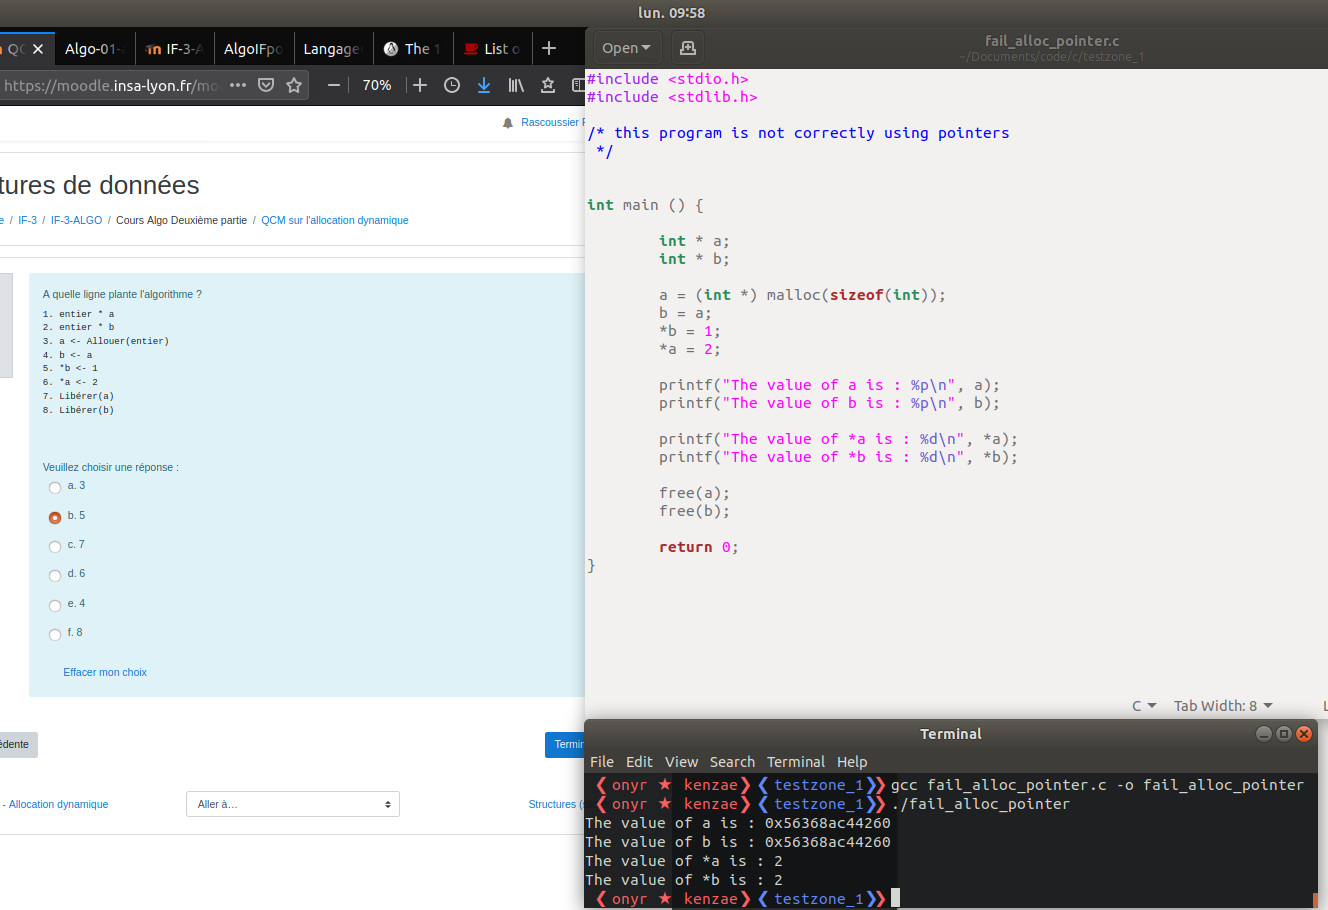 lun. 09:58
QC
Algo-01-
IF-3-A
AlgoIFpo
Langage
The 1
List o
https://moodle.insa-lyon.fr/mo
70%
Rascoussier
tures de données
e / IF-3 / IF-3-ALGO / Cours Algo Deuxième partie / QCM sur l'allocation dynamique
A quelle ligne plante l'algorithme ?
1. entier * a
2. entier * b
3. a <- Allouer(entier)
4. b <- a
5. *b <- 1
6. *a <- 2
7. Libérer(a)
8. Libérer(b)
Veuillez choisir une réponse :
a. 3
b. 5
c. 7
d. 6
e. 4
f. 8
Effacer mon choix
édente
Termin
- Allocation dynamique
Aller à…
Structures (s
Open
fail_alloc_pointer.c
~/Documents/code/c/testzone_1
#include <stdio.h>
#include <stdlib.h>
/* this program is not correctly using pointers
*/
int main () {
int * a;
int * b;
a = (int *) malloc(sizeof(int));
b = a;
*b = 1;
*a = 2;
printf("The value of a is : %p\n", a);
printf("The value of b is : %p\n", b);
printf("The value of *a is : %d\n", *a);
printf("The value of *b is : %d\n", *b);
free(a);
free(b);
return 0;
}
C
Tab Width: 8
L
Terminal
File Edit View Search Terminal Help
❮ onyr ★ kenzae❯ ❮ testzone_1❯❯ gcc fail_alloc_pointer.c -o fail_alloc_pointer
❮ onyr ★ kenzae❯ ❮ testzone_1❯❯ ./fail_alloc_pointer
The value of a is : 0x56368ac44260
The value of b is : 0x56368ac44260
The value of *a is : 2
The value of *b is : 2
❮ onyr ★ kenzae❯ ❮ testzone_1❯❯